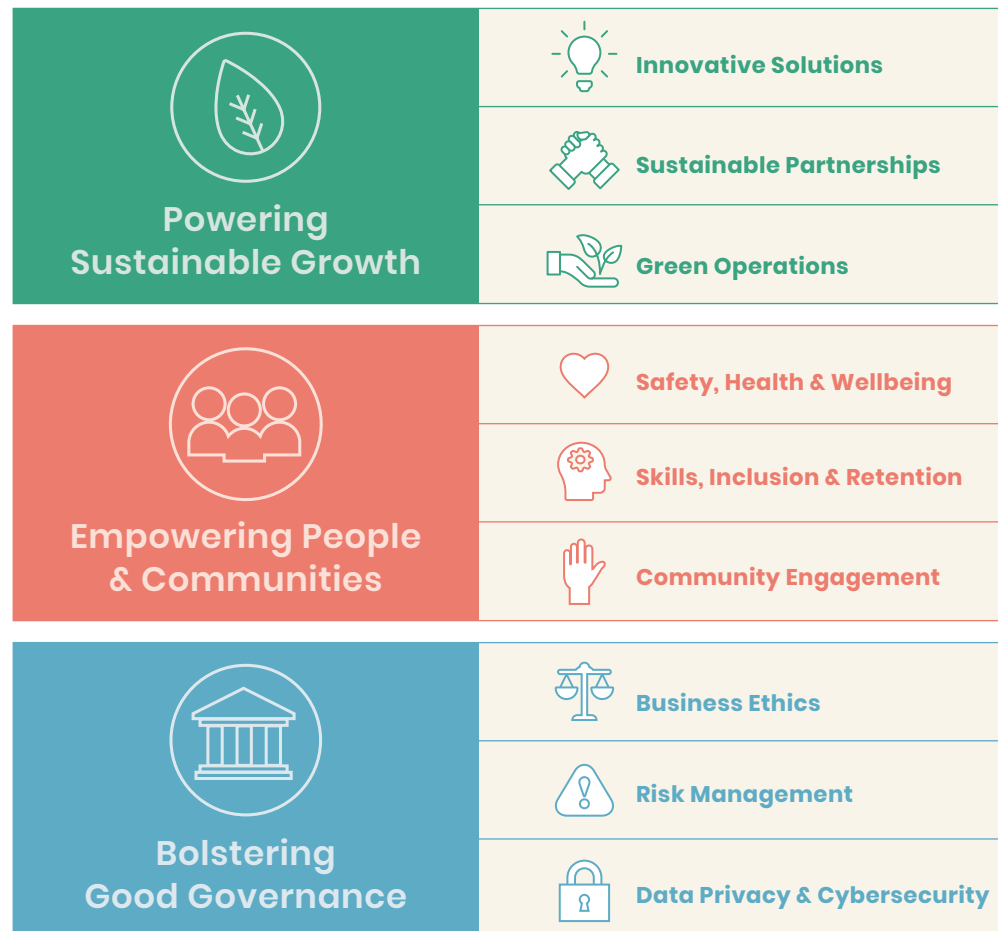 Powering
Sustainable Growth
Innovative Solutions
Sustainable Partnerships
Green Operations
Empowering People
& Communities
Safety, Health & Wellbeing
Skills, Inclusion & Retention
Community Engagement
Bolstering
Good Governance
Business Ethics
Risk Management
Data Privacy & Cybersecurity